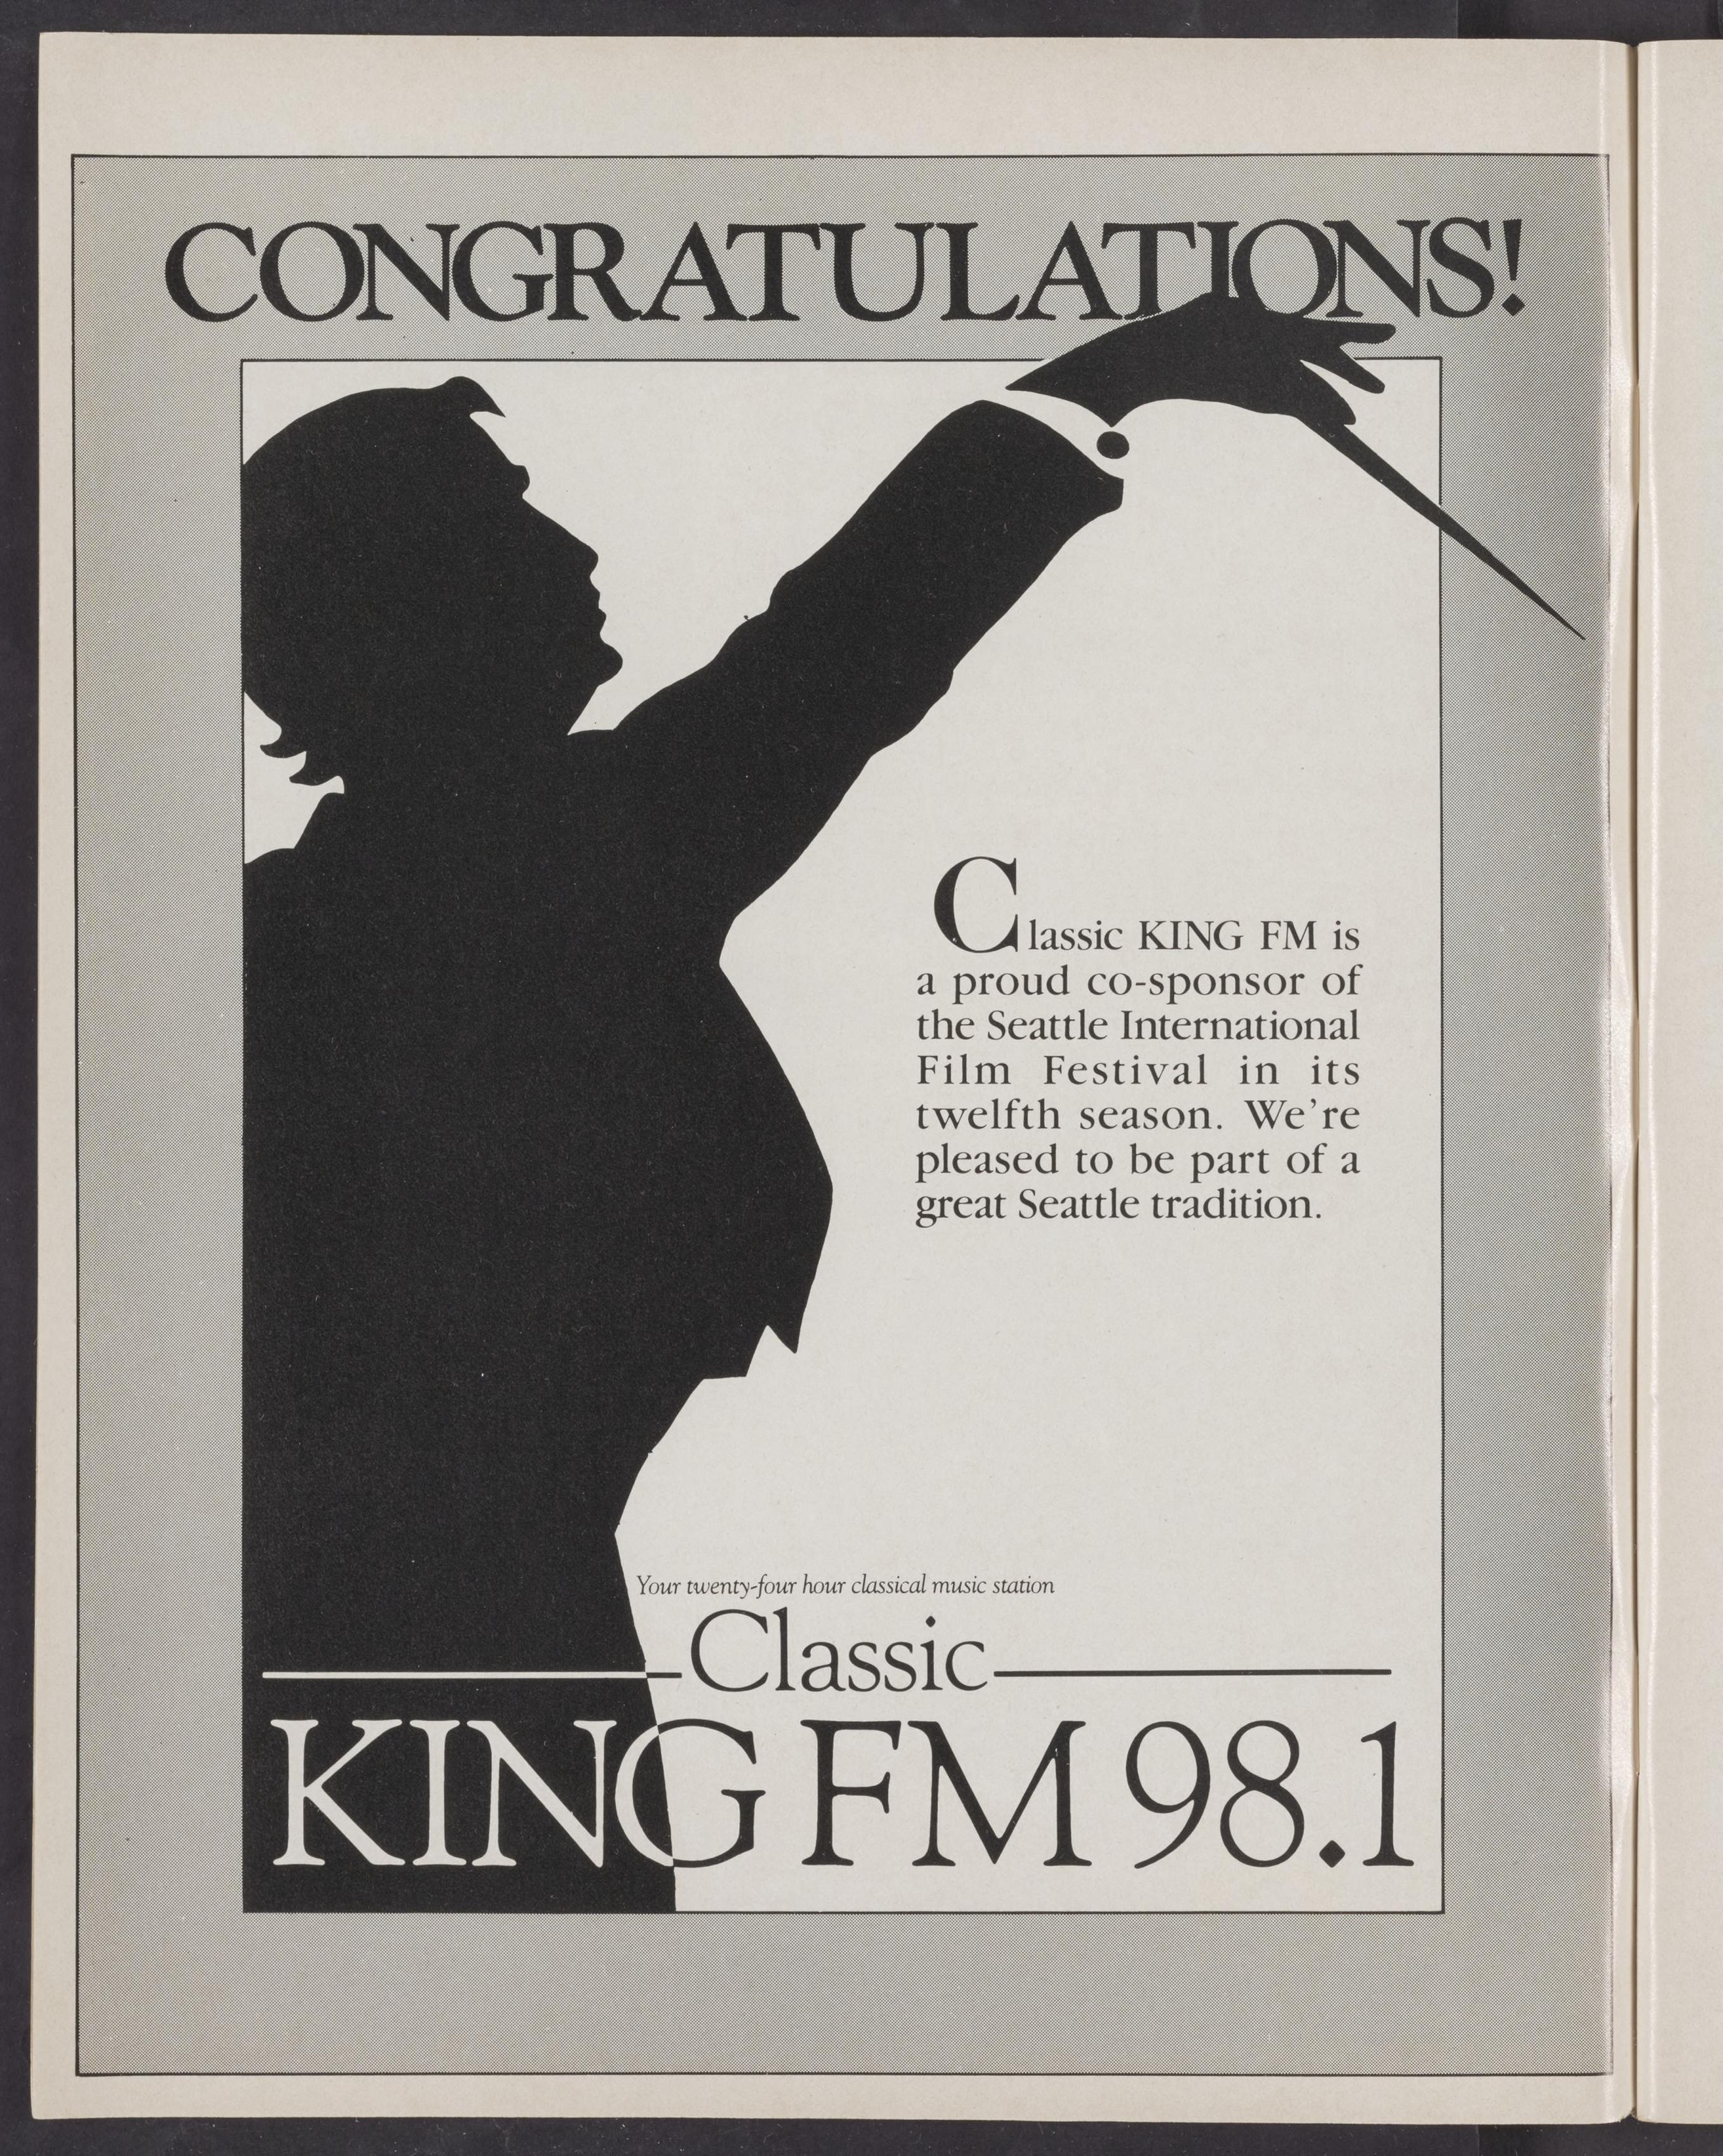 CONGRATULATIONS!
Classic KING FM is
a proud co-sponsor of
the Seattle International
Film Festival in its
twelfth season. We're
pleased to be part of a
great Seattle tradition.
Your twenty-four hour classical music station
Classic
KING FM 98.1